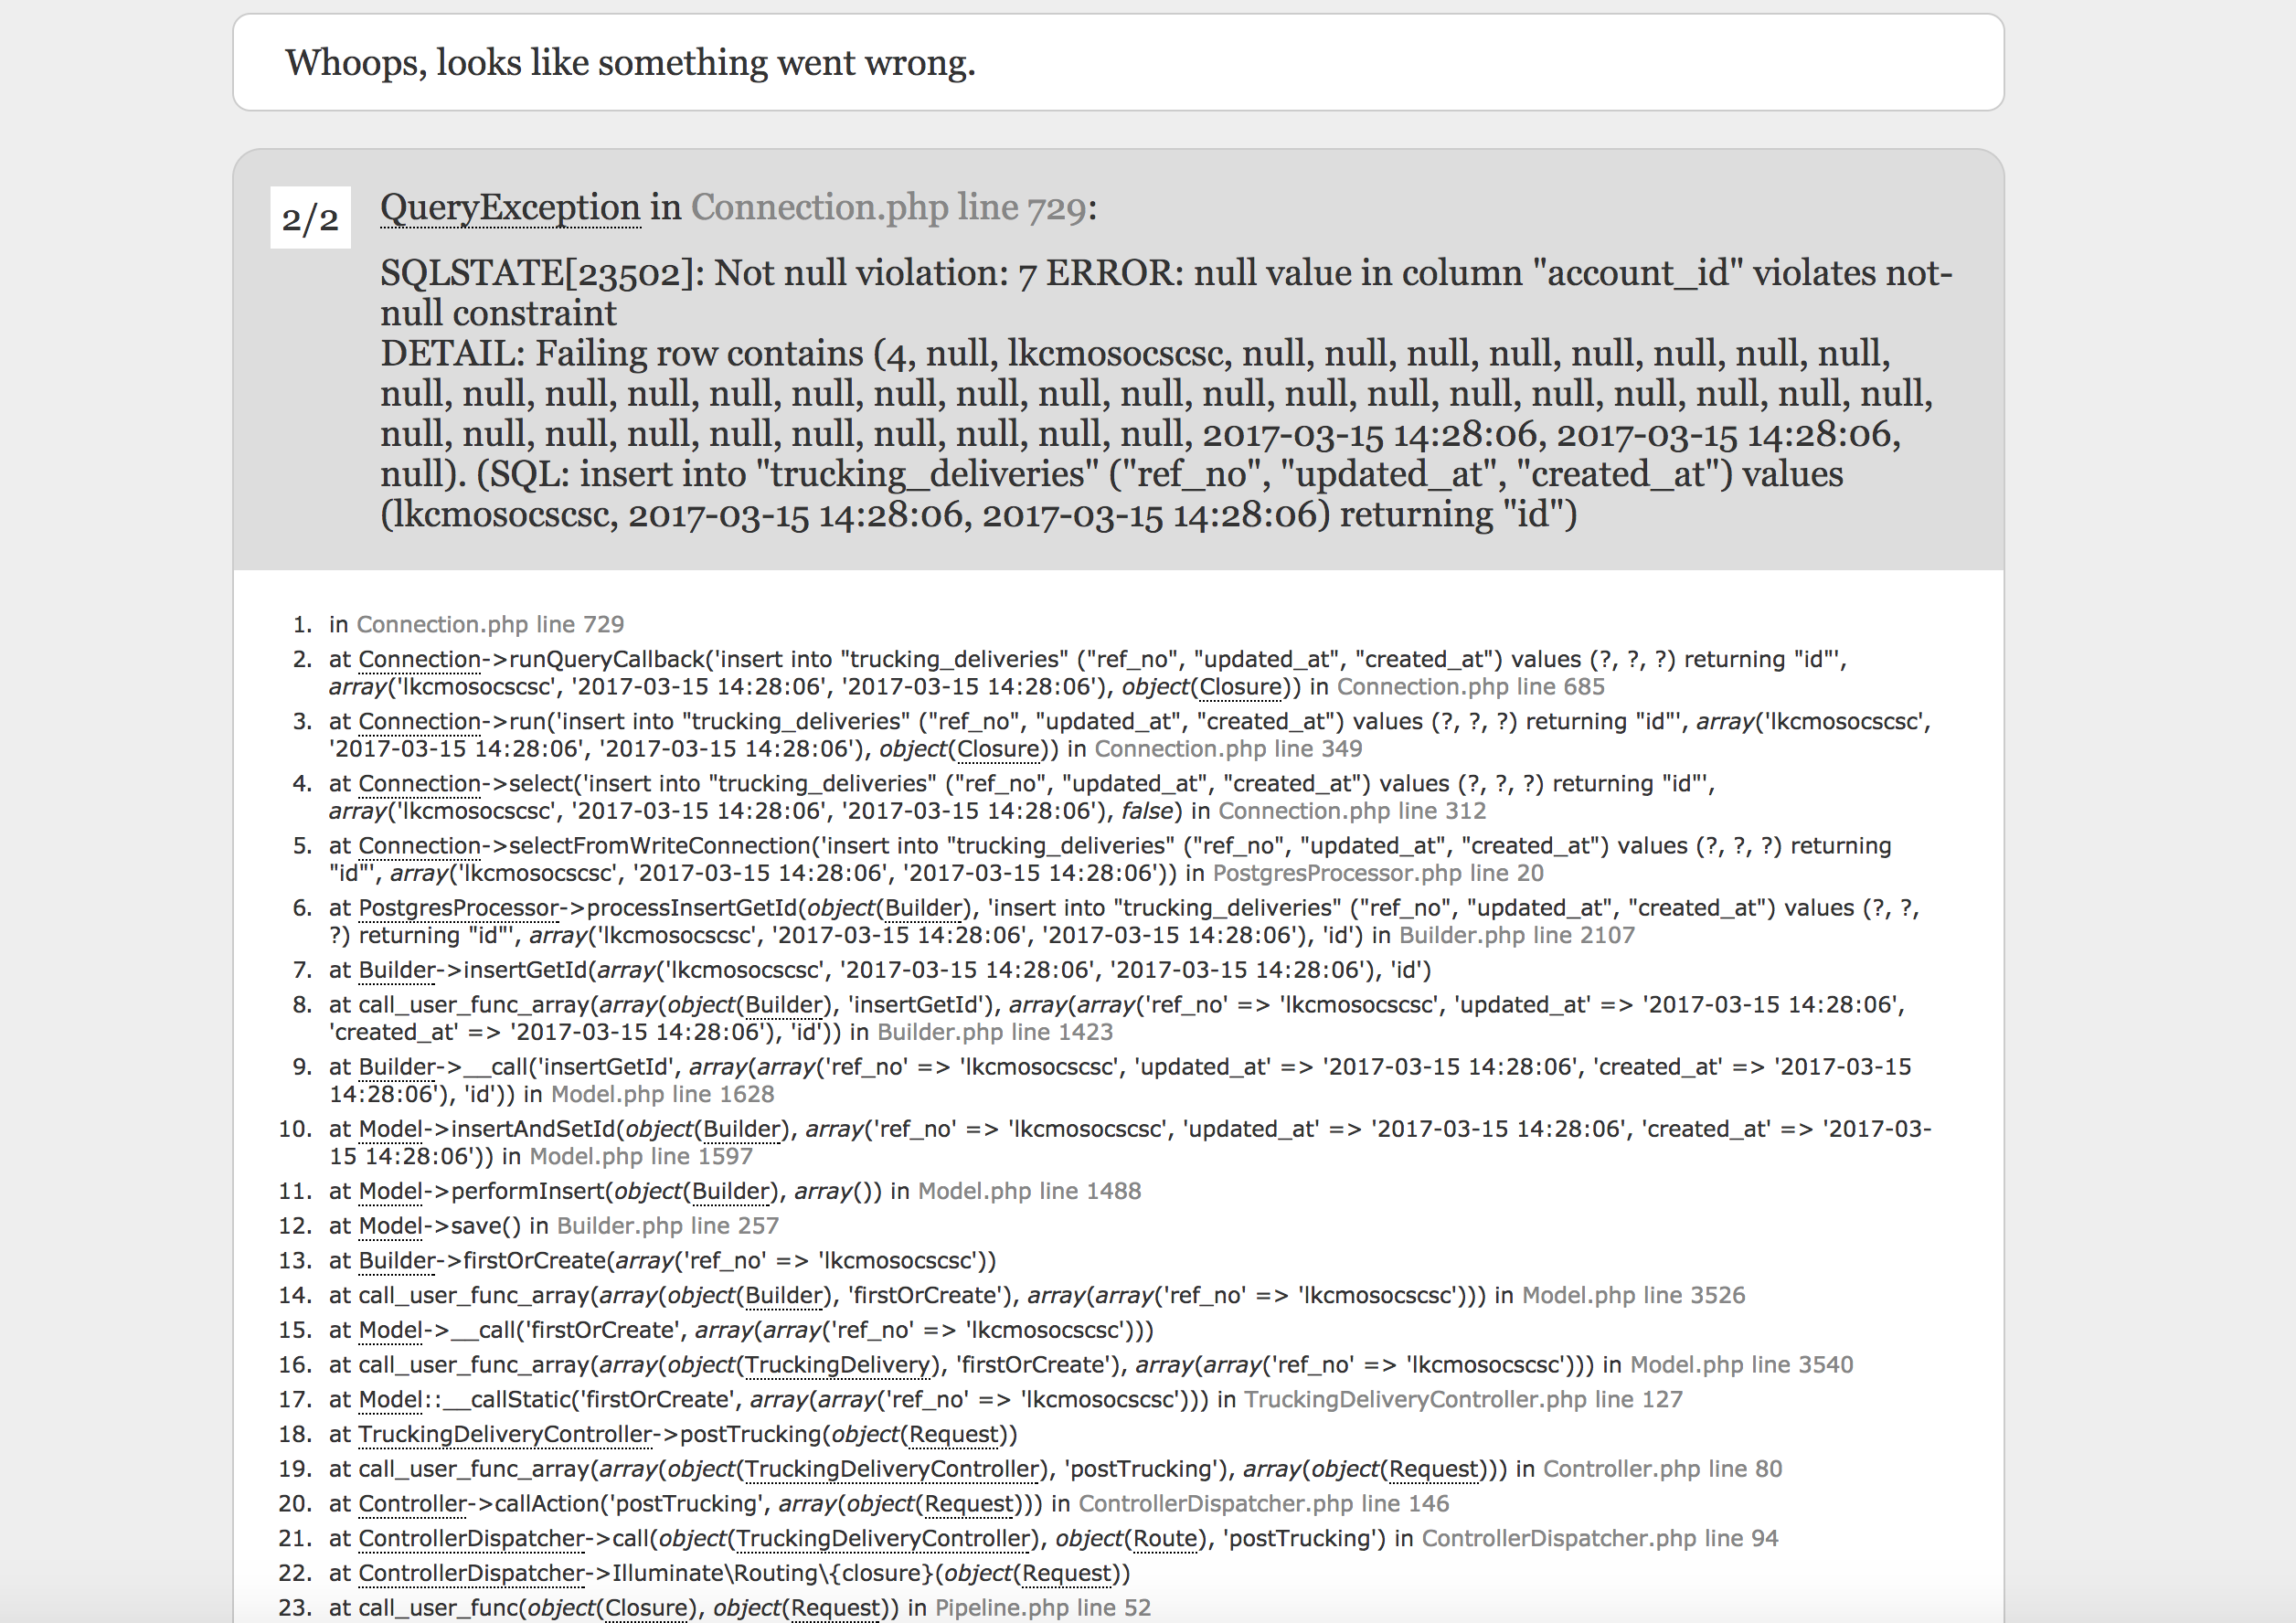 Whoops, looks like something went wrong.
2/2
QueryException in Connection.php line 729:
SQLSTATE[23502]: Not null violation: 7 ERROR: null value in column "account_id" violates not-
null constraint
DETAIL: Failing row contains (4, null, lkcmosocscsc, null, null, null, null, null, null, null, null,
null, null, null, null, null, null, null, null, null, null, null, null, null, null, null, null, null, null, null,
null, null, null, null, null, null, null, null, null, null, 2017-03-15 14:28:06, 2017-03-15 14:28:06,
null). (SQL: insert into "trucking_deliveries" ("ref_no", "updated_at", "created_at") values
(lkcmosocscsc, 2017-03-15 14:28:06, 2017-03-15 14:28:06) returning "id")
1. in Connection.php line 729
2. at Connection->runQueryCallback('insert into "trucking_deliveries" ("ref_no", "updated_at", "created_at") values (?, ?, ?) returning "id"',
array('lkcmosocscsc', '2017-03-15 14:28:06', '2017-03-15 14:28:06'), object(Closure)) in Connection.php line 685
3. at Connection->run('insert into "trucking_deliveries" ("ref_no", "updated_at", "created_at") values (?, ?, ?) returning "id"', array('lkcmosocscsc',
'2017-03-15 14:28:06', '2017-03-15 14:28:06'), object(Closure)) in Connection.php line 349
4. at Connection->select('insert into "trucking_deliveries" ("ref_no", "updated_at", "created_at") values (?, ?, ?) returning "id"',
array('lkcmosocscsc', '2017-03-15 14:28:06', '2017-03-15 14:28:06'), false) in Connection.php line 312
5. at Connection->selectFromWriteConnection('insert into "trucking_deliveries" ("ref_no", "updated_at", "created_at") values (?, ?, ?) returning
"id"', array('lkcmosocscsc', '2017-03-15 14:28:06', '2017-03-15 14:28:06')) in PostgresProcessor.php line 20
6. at PostgresProcessor->processInsertGetId(object(Builder), 'insert into "trucking_deliveries" ("ref_no", "updated_at", "created_at") values (?, ?,
?) returning "id"', array('lkcmosocscsc', '2017-03-15 14:28:06', '2017-03-15 14:28:06'), 'id') in Builder.php line 2107
7. at Builder->insertGetId(array('lkcmosocscsc', '2017-03-15 14:28:06', '2017-03-15 14:28:06'), 'id')
8. at call_user_func_array(array(object(Builder), 'insertGetId'), array(array('ref_no' => 'lkcmosocscsc', 'updated_at' => '2017-03-15 14:28:06',
'created_at' => '2017-03-15 14:28:06'), 'id')) in Builder.php line 1423
9. at Builder->__call('insertGetId', array(array('ref_no' => 'lkcmosocscsc', 'updated_at' => '2017-03-15 14:28:06', 'created_at' => '2017-03-15
14:28:06'), 'id')) in Model.php line 1628
10. at Model->insertAndSetId(object(Builder), array('ref_no' => 'lkcmosocscsc', 'updated_at' => '2017-03-15 14:28:06', 'created_at' => '2017-03-
15 14:28:06')) in Model.php line 1597
11. at Model->performInsert(object(Builder), array()) in Model.php line 1488
12. at Model->save() in Builder.php line 257
13. at Builder->firstOrCreate(array('ref_no' => 'lkcmosocscsc'))
14. at call_user_func_array(array(object(Builder), 'firstOrCreate'), array(array('ref_no' => 'lkcmosocscsc'))) in Model.php line 3526
15. at Model->__call('firstOrCreate', array(array('ref_no' => 'lkcmosocscsc')))
16. at call_user_func_array(array(object(TruckingDelivery), 'firstOrCreate'), array(array('ref_no' => 'lkcmosocscsc'))) in Model.php line 3540
17. at Model::__callStatic('firstOrCreate', array(array('ref_no' => 'lkcmosocscsc'))) in TruckingDeliveryController.php line 127
18. at TruckingDeliveryController->postTrucking(object(Request))
19. at call_user_func_array(array(object(TruckingDeliveryController), 'postTrucking'), array(object(Request))) in Controller.php line 80
20. at Controller->callAction('postTrucking', array(object(Request))) in ControllerDispatcher.php line 146
21. at ControllerDispatcher->call(object(TruckingDeliveryController), object(Route), 'postTrucking') in ControllerDispatcher.php line 94
22. at ControllerDispatcher->Illuminate\Routing\{closure}(object(Request))
23. at call_user_func(object(Closure), object(Request)) in Pipeline.php line 52